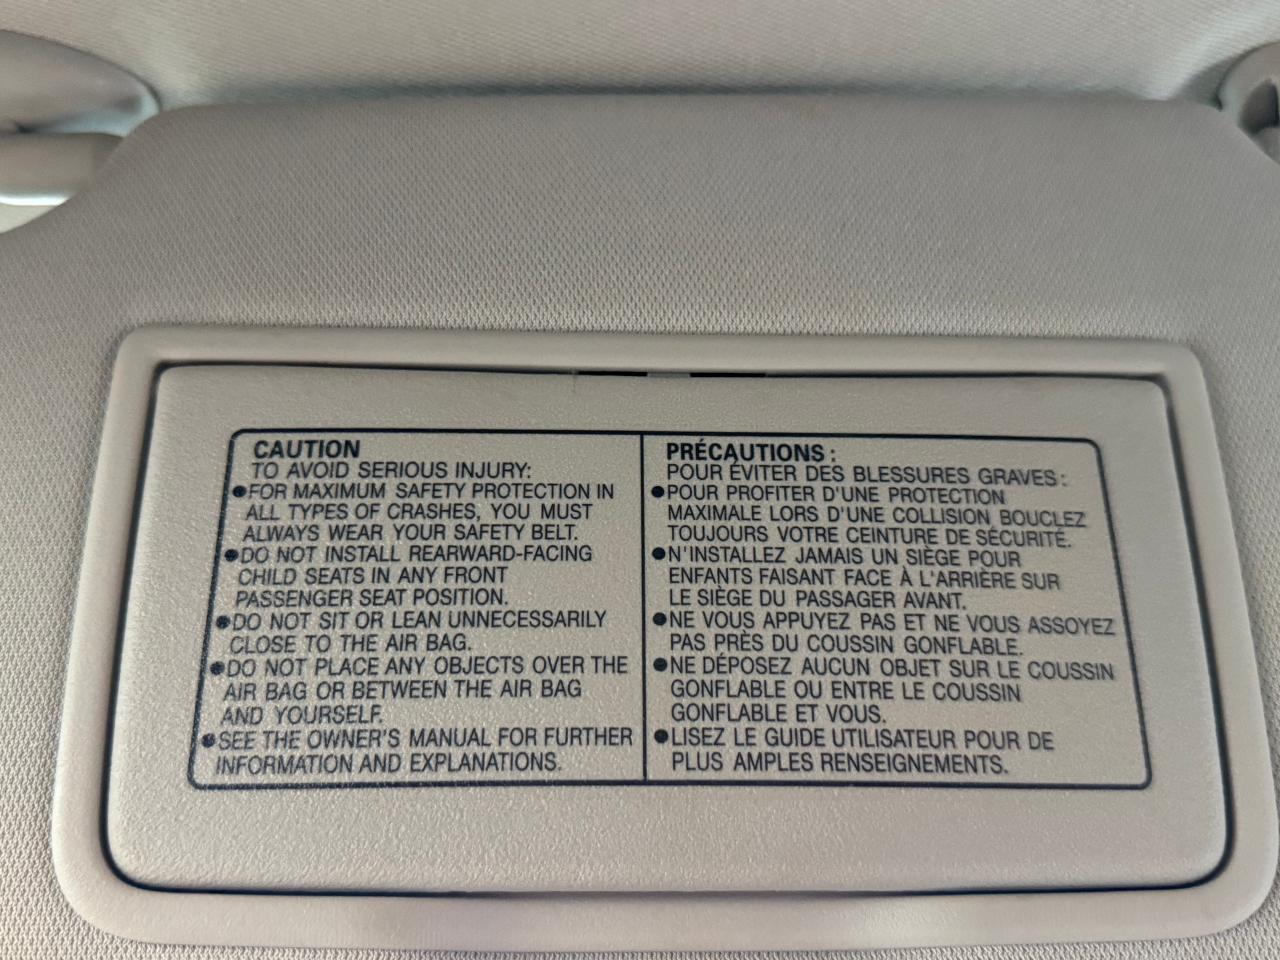 CAUTION
TO AVOID SERIOUS INJURY:
●FOR MAXIMUM SAFETY PROTECTION IN
ALL TYPES OF CRASHES, YOU MUST
ALWAYS WEAR YOUR SAFETY BELT.
●DO NOT INSTALL REARWARD-FACING
CHILD SEATS IN ANY FRONT
PASSENGER SEAT POSITION.
●DO NOT SIT OR LEAN UNNECESSARILY
CLOSE TO THE AIR BAG.
●DO NOT PLACE ANY OBJECTS OVER THE
AIR BAG OR BETWEEN THE AIR BAG
AND YOURSELF.
●SEE THE OWNER'S MANUAL FOR FURTHER
INFORMATION AND EXPLANATIONS.
PRÉCAUTIONS :
POUR ÉVITER DES BLESSURES GRAVES :
●POUR PROFITER D'UNE PROTECTION
MAXIMALE LORS D'UNE COLLISION BOUCLEZ
TOUJOURS VOTRE CEINTURE DE SÉCURITÉ.
●N'INSTALLEZ JAMAIS UN SIÈGE POUR
ENFANTS FAISANT FACE À L'ARRIÈRE SUR
LE SIÈGE DU PASSAGER AVANT.
●NE VOUS APPUYEZ PAS ET NE VOUS ASSOYEZ
PAS PRÈS DU COUSSIN GONFLABLE.
●NE DÉPOSEZ AUCUN OBJET SUR LE COUSSIN
GONFLABLE OU ENTRE LE COUSSIN
GONFLABLE ET VOUS.
●LISEZ LE GUIDE UTILISATEUR POUR DE
PLUS AMPLES RENSEIGNEMENTS.